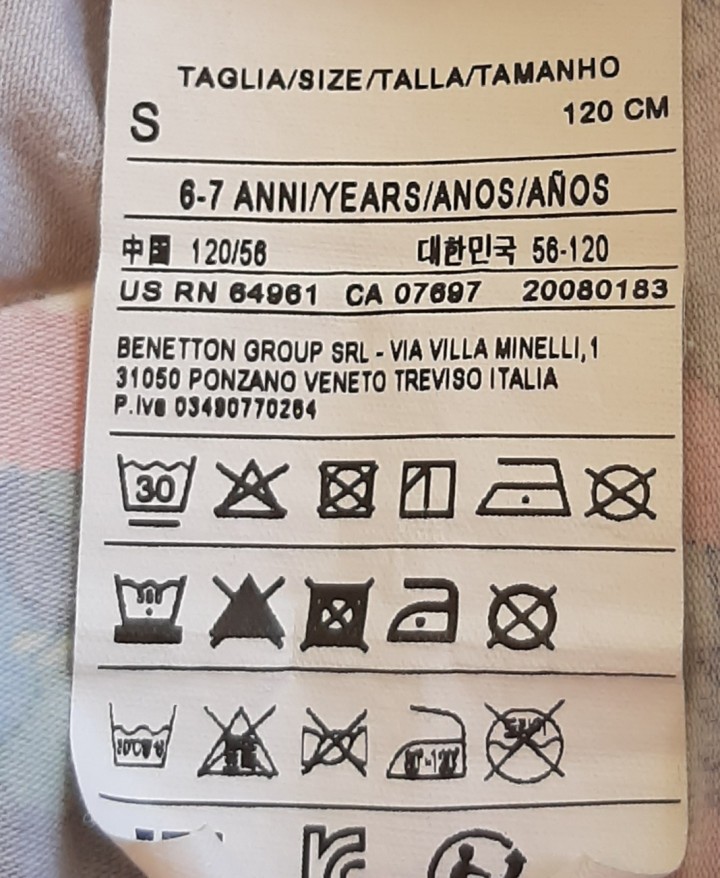 TAGLIA/SIZE/TALLA/TAMANHO
S 120 CM
6-7 ANNI/YEARS/ANOS/AÑOS
中国 120/56 대한민국 56-120
US RN 64961 CA 07697 20080183
BENETTON GROUP SRL - VIA VILLA MINELLI, 1
31050 PONZANO VENETO TREVISO ITALIA
P.Iva 03490770264
30